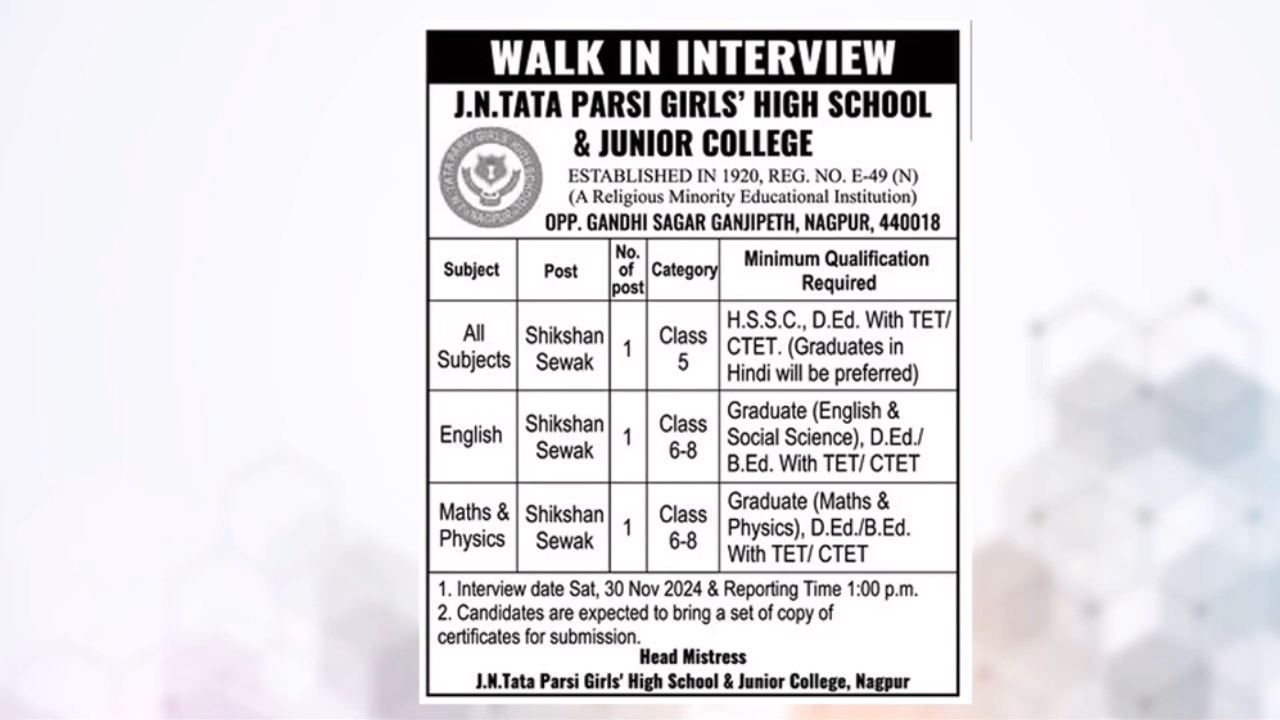 WALK IN INTERVIEW
J.N.TATA PARSI GIRLS' HIGH SCHOOL
& JUNIOR COLLEGE
ESTABLISHED IN 1920, REG. NO. E-49 (N)
(A Religious Minority Educational Institution)
OPP. GANDHI SAGAR GANJIPETH, NAGPUR, 440018
J.N. TATA PARSI GIRLS HIGH SCHOOL
NAGPUR
Subject
Post
No.
of
post
Category
Minimum Qualification
Required
All
Subjects
Shikshan
Sewak
1
Class
5
H.S.S.C., D.Ed. With TET/
CTET. (Graduates in
Hindi will be preferred)
English
Shikshan
Sewak
1
Class
6-8
Graduate (English &
Social Science), D.Ed./
B.Ed. With TET/ CTET
Maths &
Physics
Shikshan
Sewak
1
Class
6-8
Graduate (Maths &
Physics), D.Ed./B.Ed.
With TET/ CTET
1. Interview date Sat, 30 Nov 2024 & Reporting Time 1:00 p.m.
2. Candidates are expected to bring a set of copy of
certificates for submission.
Head Mistress
J.N.Tata Parsi Girls' High School & Junior College, Nagpur